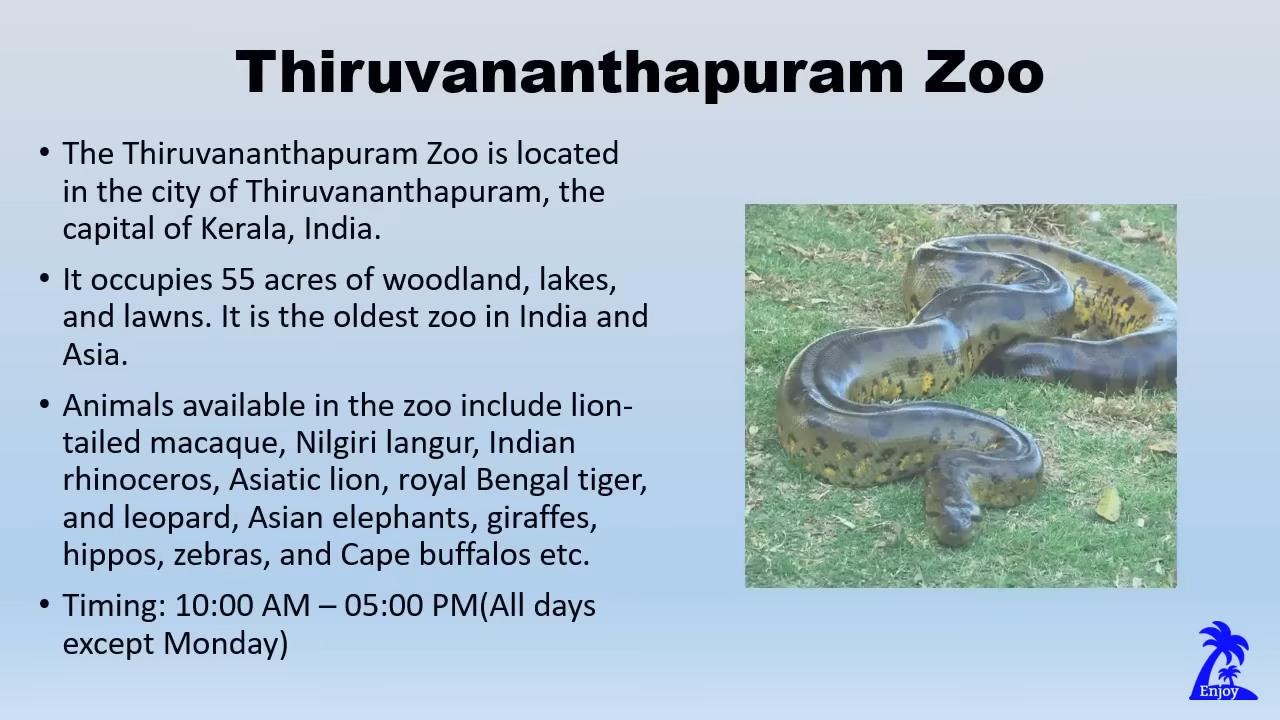 Thiruvananthapuram Zoo
• The Thiruvananthapuram Zoo is located
in the city of Thiruvananthapuram, the
capital of Kerala, India.
• It occupies 55 acres of woodland, lakes,
and lawns. It is the oldest zoo in India and
Asia.
• Animals available in the zoo include lion-
tailed macaque, Nilgiri langur, Indian
rhinoceros, Asiatic lion, royal Bengal tiger,
and leopard, Asian elephants, giraffes,
hippos, zebras, and Cape buffalos etc.
• Timing: 10:00 AM – 05:00 PM(All days
except Monday)
Enjoy